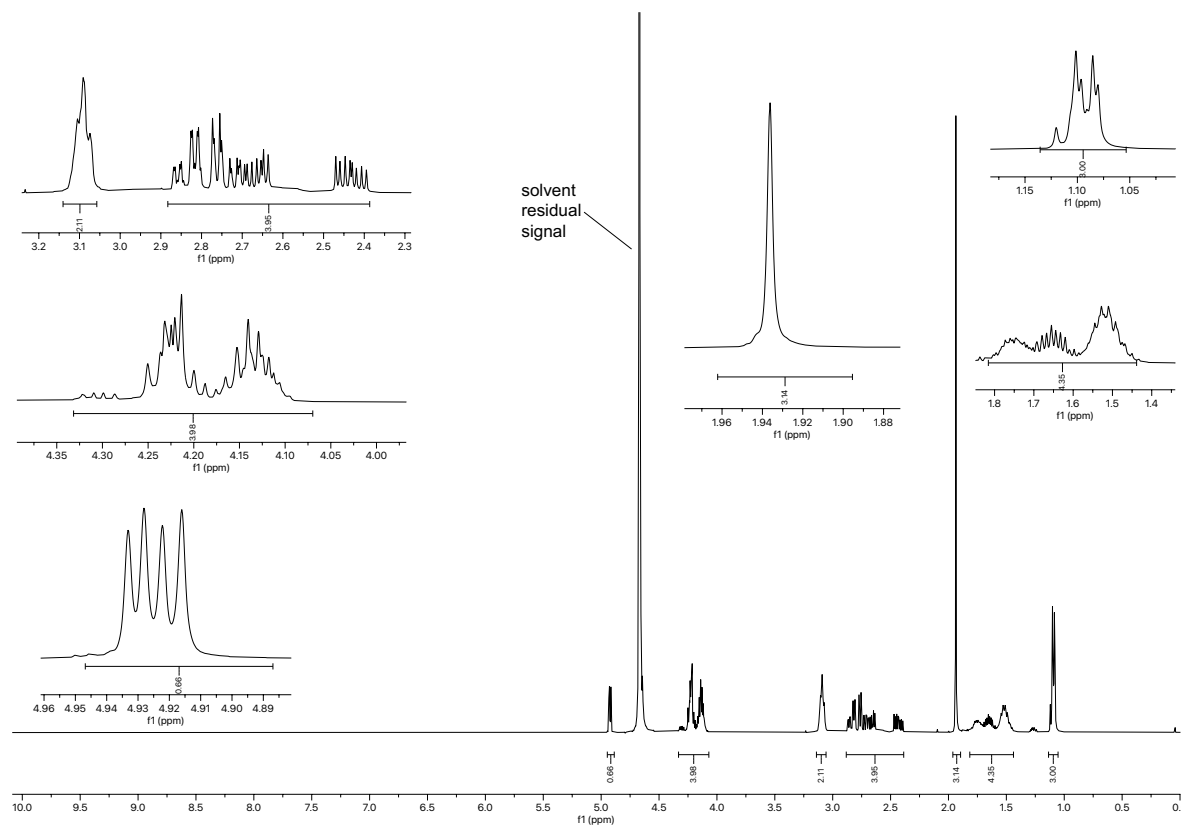 3.00
1.15 1.10 1.05
f1 (ppm)
2.11 3.95
3.2 3.1 3.0 2.9 2.8 2.7 2.6 2.5 2.4 2.3
f1 (ppm)
solvent
residual
signal
3.14
1.96 1.94 1.92 1.90 1.88
f1 (ppm)
4.35
1.8 1.7 1.6 1.5 1.4
f1 (ppm)
3.98
4.35 4.30 4.25 4.20 4.15 4.10 4.05 4.00
f1 (ppm)
0.66
4.96 4.95 4.94 4.93 4.92 4.91 4.90 4.89
f1 (ppm)
0.66 3.98 2.11 3.95 3.14 4.35 3.00
10.0 9.5 9.0 8.5 8.0 7.5 7.0 6.5 6.0 5.5 5.0 4.5 4.0 3.5 3.0 2.5 2.0 1.5 1.0 0.5 0.
f1 (ppm)